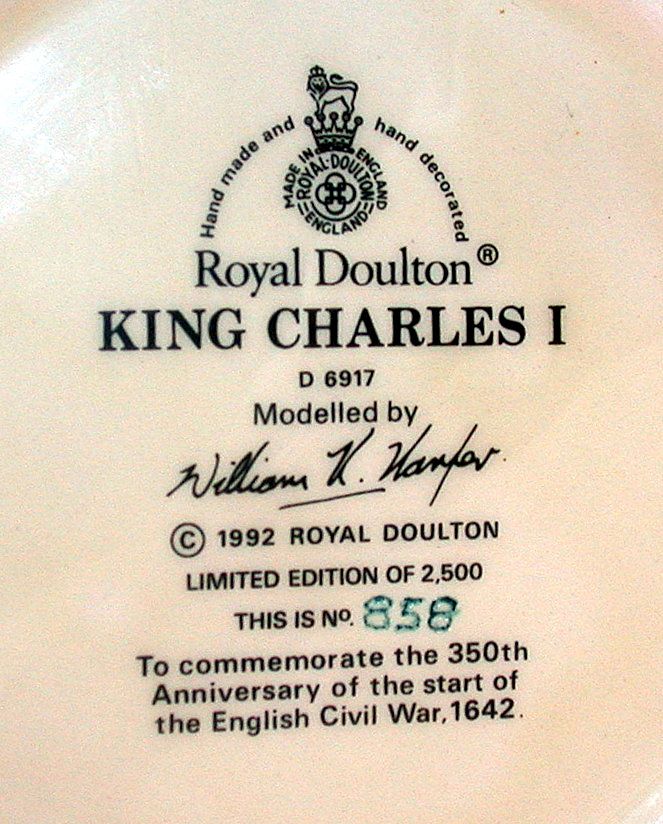 Hand made and hand decorated
MADE IN ENGLAND
ROYAL-DOULTON
ENGLAND
Royal Doulton®
KING CHARLES I
D 6917
Modelled by
William K. Harper.
© 1992 ROYAL DOULTON
LIMITED EDITION OF 2,500
THIS IS Nº. 858
To commemorate the 350th
Anniversary of the start of
the English Civil War, 1642.